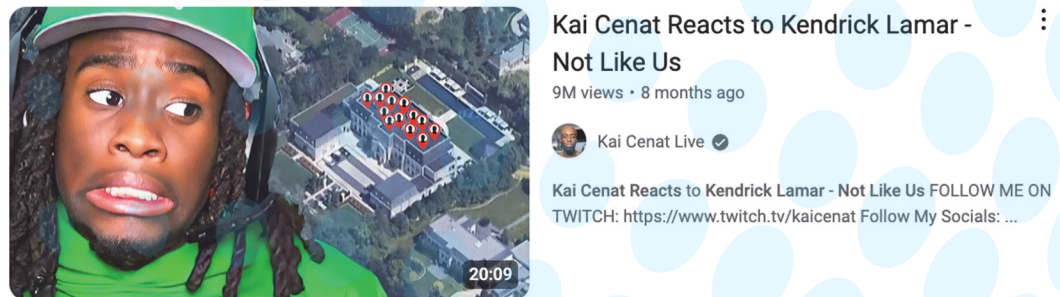 Kai Cenat Reacts to Kendrick Lamar -
Not Like Us
9M views • 8 months ago
Kai Cenat Live
Kai Cenat Reacts to Kendrick Lamar - Not Like Us FOLLOW ME ON
TWITCH: https://www.twitch.tv/kaicenat Follow My Socials: ...
20:09